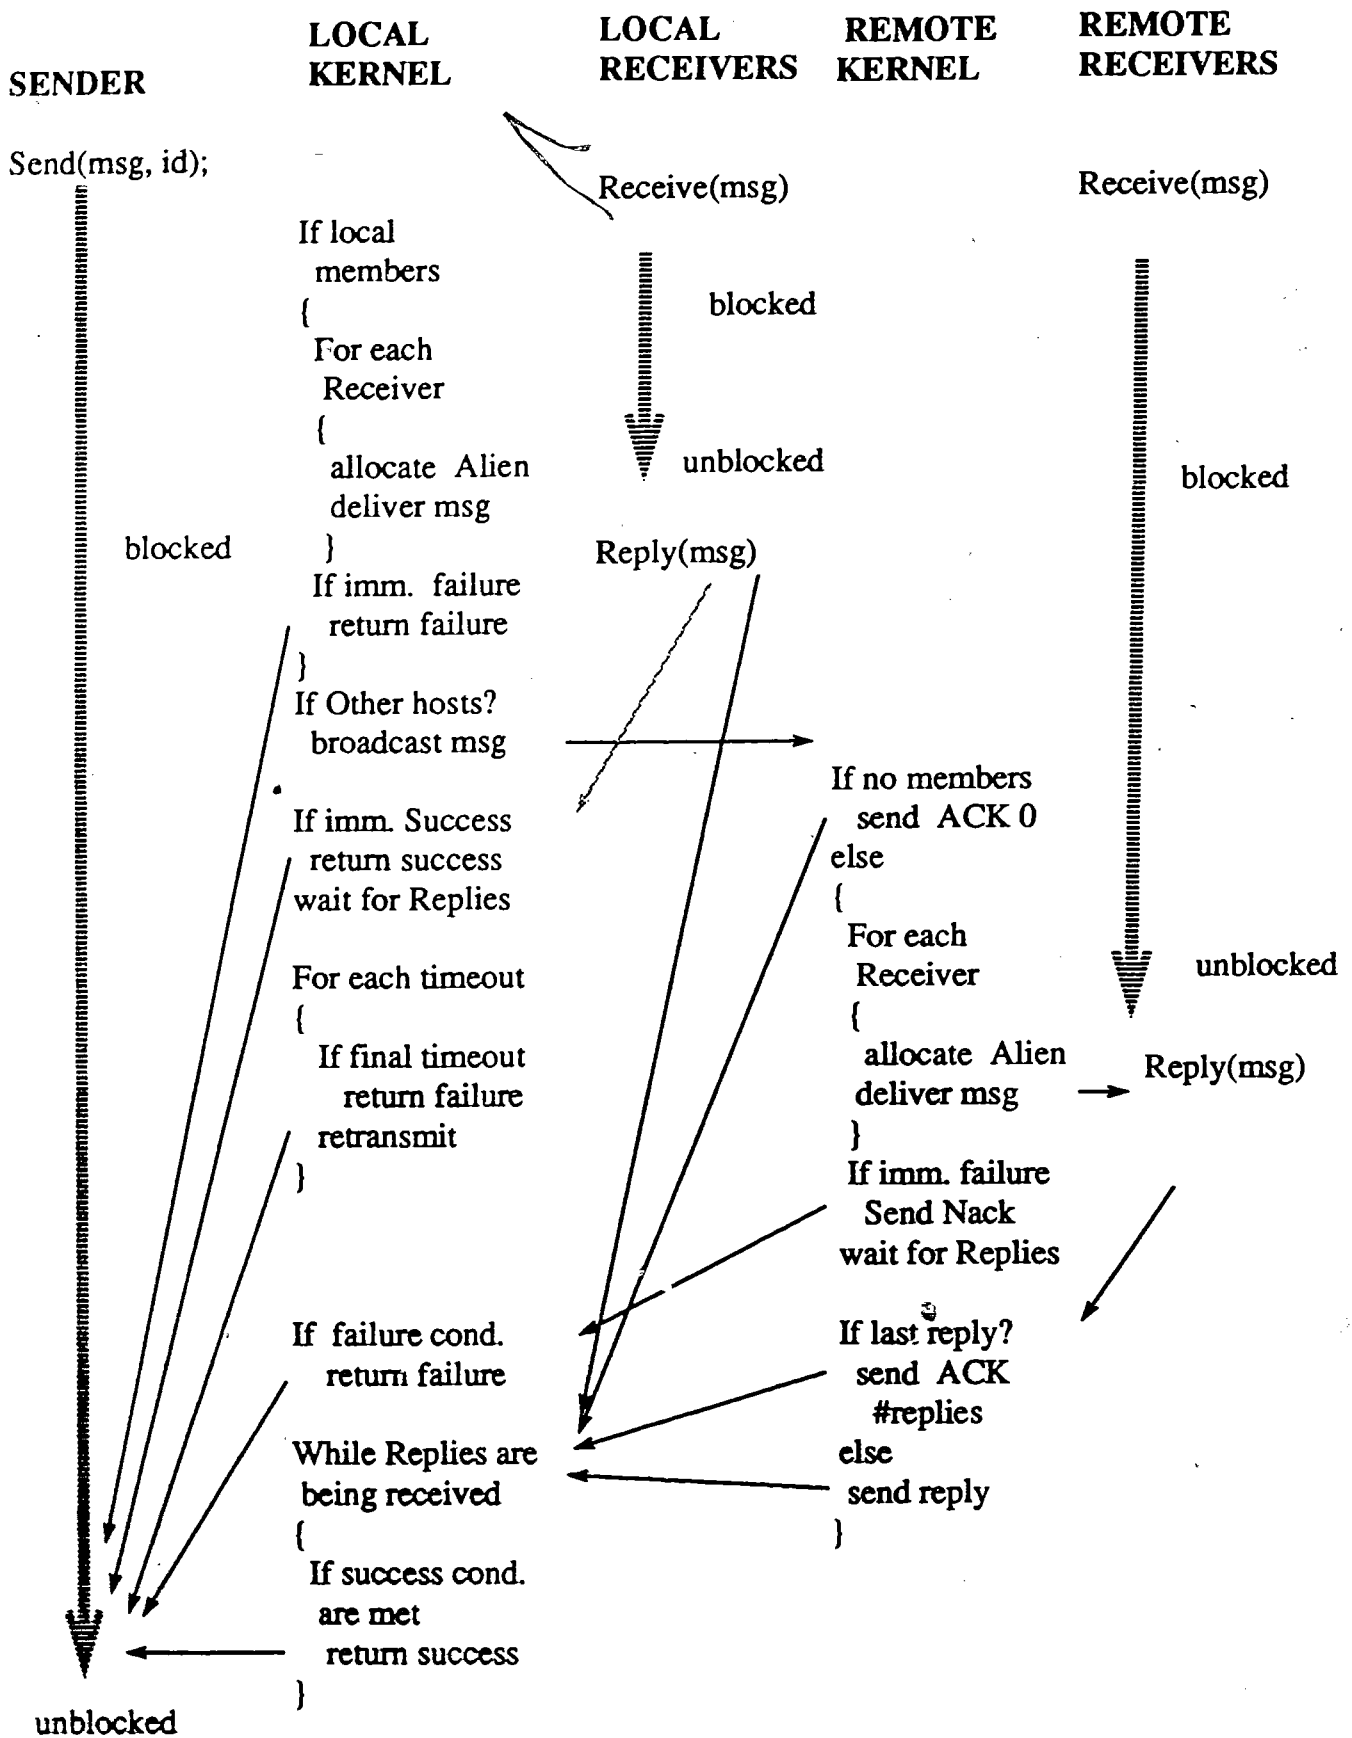 SENDER
LOCAL
KERNEL
LOCAL
RECEIVERS
REMOTE
KERNEL
REMOTE
RECEIVERS
Send(msg, id);
blocked
unblocked
If local
members
{
For each
Receiver
{
allocate Alien
deliver msg
}
If imm. failure
return failure
}
If Other hosts?
broadcast msg
If imm. Success
return success
wait for Replies
For each timeout
{
If final timeout
return failure
retransmit
}
If failure cond.
return failure
While Replies are
being received
{
If success cond.
are met
return success
}
Receive(msg)
blocked
unblocked
Reply(msg)
If no members
send ACK 0
else
{
For each
Receiver
{
allocate Alien
deliver msg
}
If imm. failure
Send Nack
wait for Replies
If last reply?
send ACK
#replies
else
send reply
}
Receive(msg)
blocked
unblocked
Reply(msg)